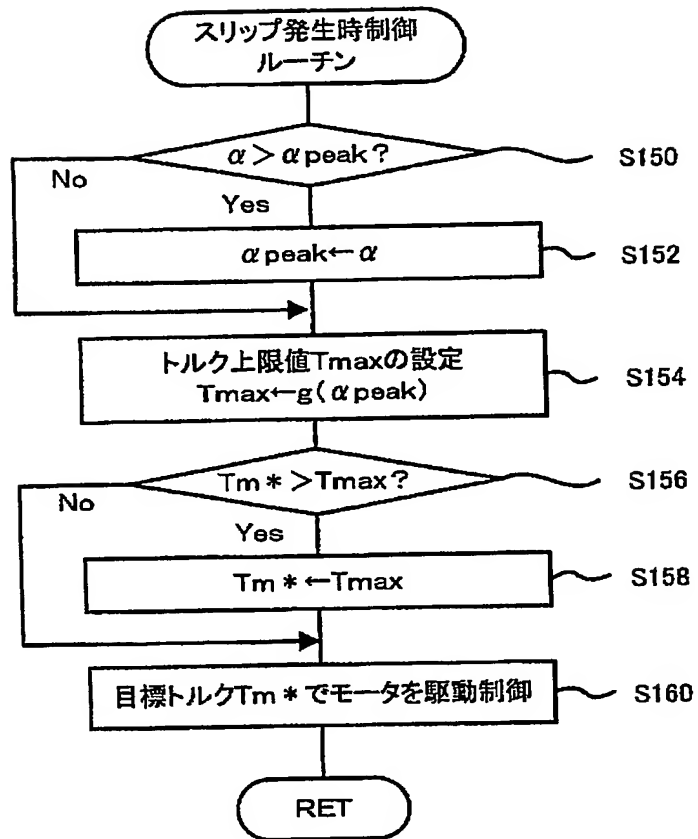 スリップ発生時制御
ルーチン
α＞αpeak？
S150
No
Yes
αpeak←α
S152
トルク上限値Tmaxの設定
Tmax←g(αpeak)
S154
Tm*＞Tmax？
S156
No
Yes
Tm*←Tmax
S158
目標トルクTm*でモータを駆動制御
S160
RET